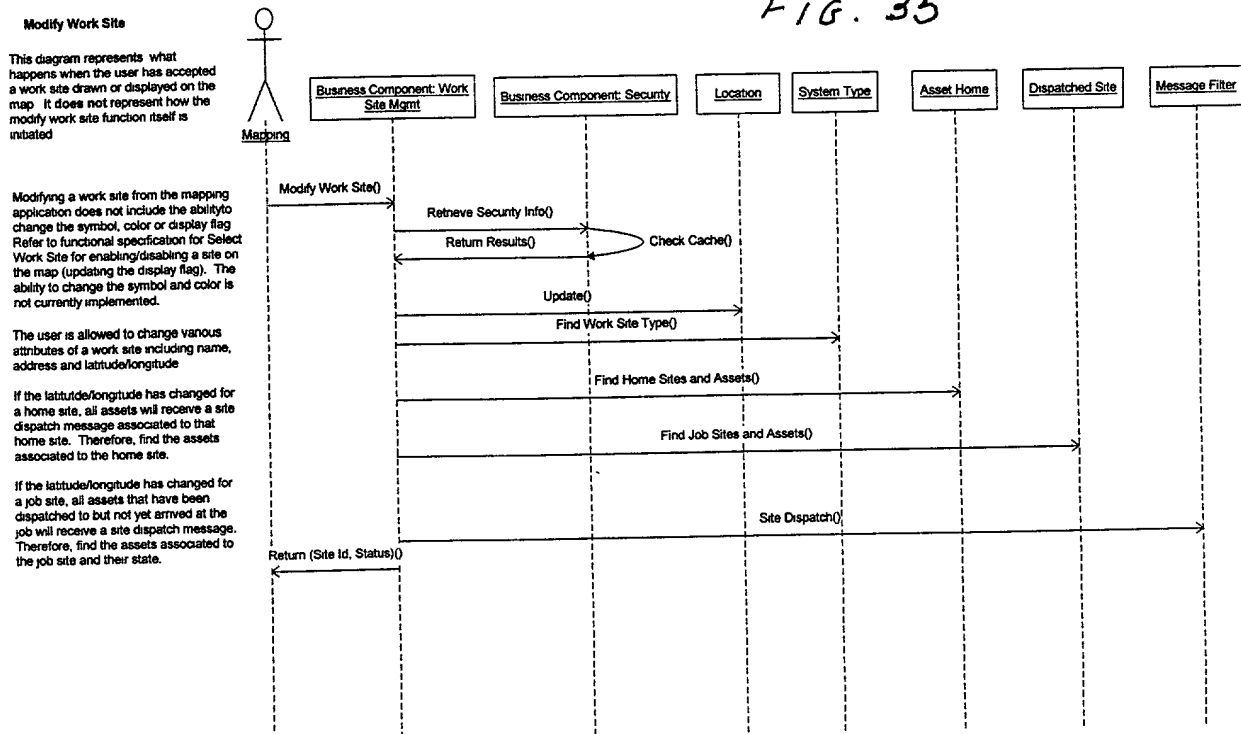 FIG. 35
Modify Work Site
This diagram represents what
happens when the user has accepted
a work site drawn or displayed on the
map It does not represent how the
modify work site function itself is
initiated
Mapping
Business Component: Work
Site Mgmt
Business Component: Security
Location
System Type
Asset Home
Dispatched Site
Message Filter
Modifying a work site from the mapping
application does not include the abilityto
change the symbol, color or display flag
Refer to functional specification for Select
Work Site for enabling/disabling a site on
the map (updating the display flag). The
ability to change the symbol and color is
not currently implemented.
The user is allowed to change various
attributes of a work site including name,
address and latitude/longitude
If the latitutde/longitude has changed for
a home site, all assets will receive a site
dispatch message associated to that
home site. Therefore, find the assets
associated to the home site.
If the latitude/longitude has changed for
a job site, all assets that have been
dispatched to but not yet arrived at the
job will receive a site dispatch message.
Therefore, find the assets associated to
the job site and their state.
Modify Work Site()
Retrieve Security Info()
Return Results()
Check Cache()
Update()
Find Work Site Type()
Find Home Sites and Assets()
Find Job Sites and Assets()
Site Dispatch()
Return (Site Id, Status)()